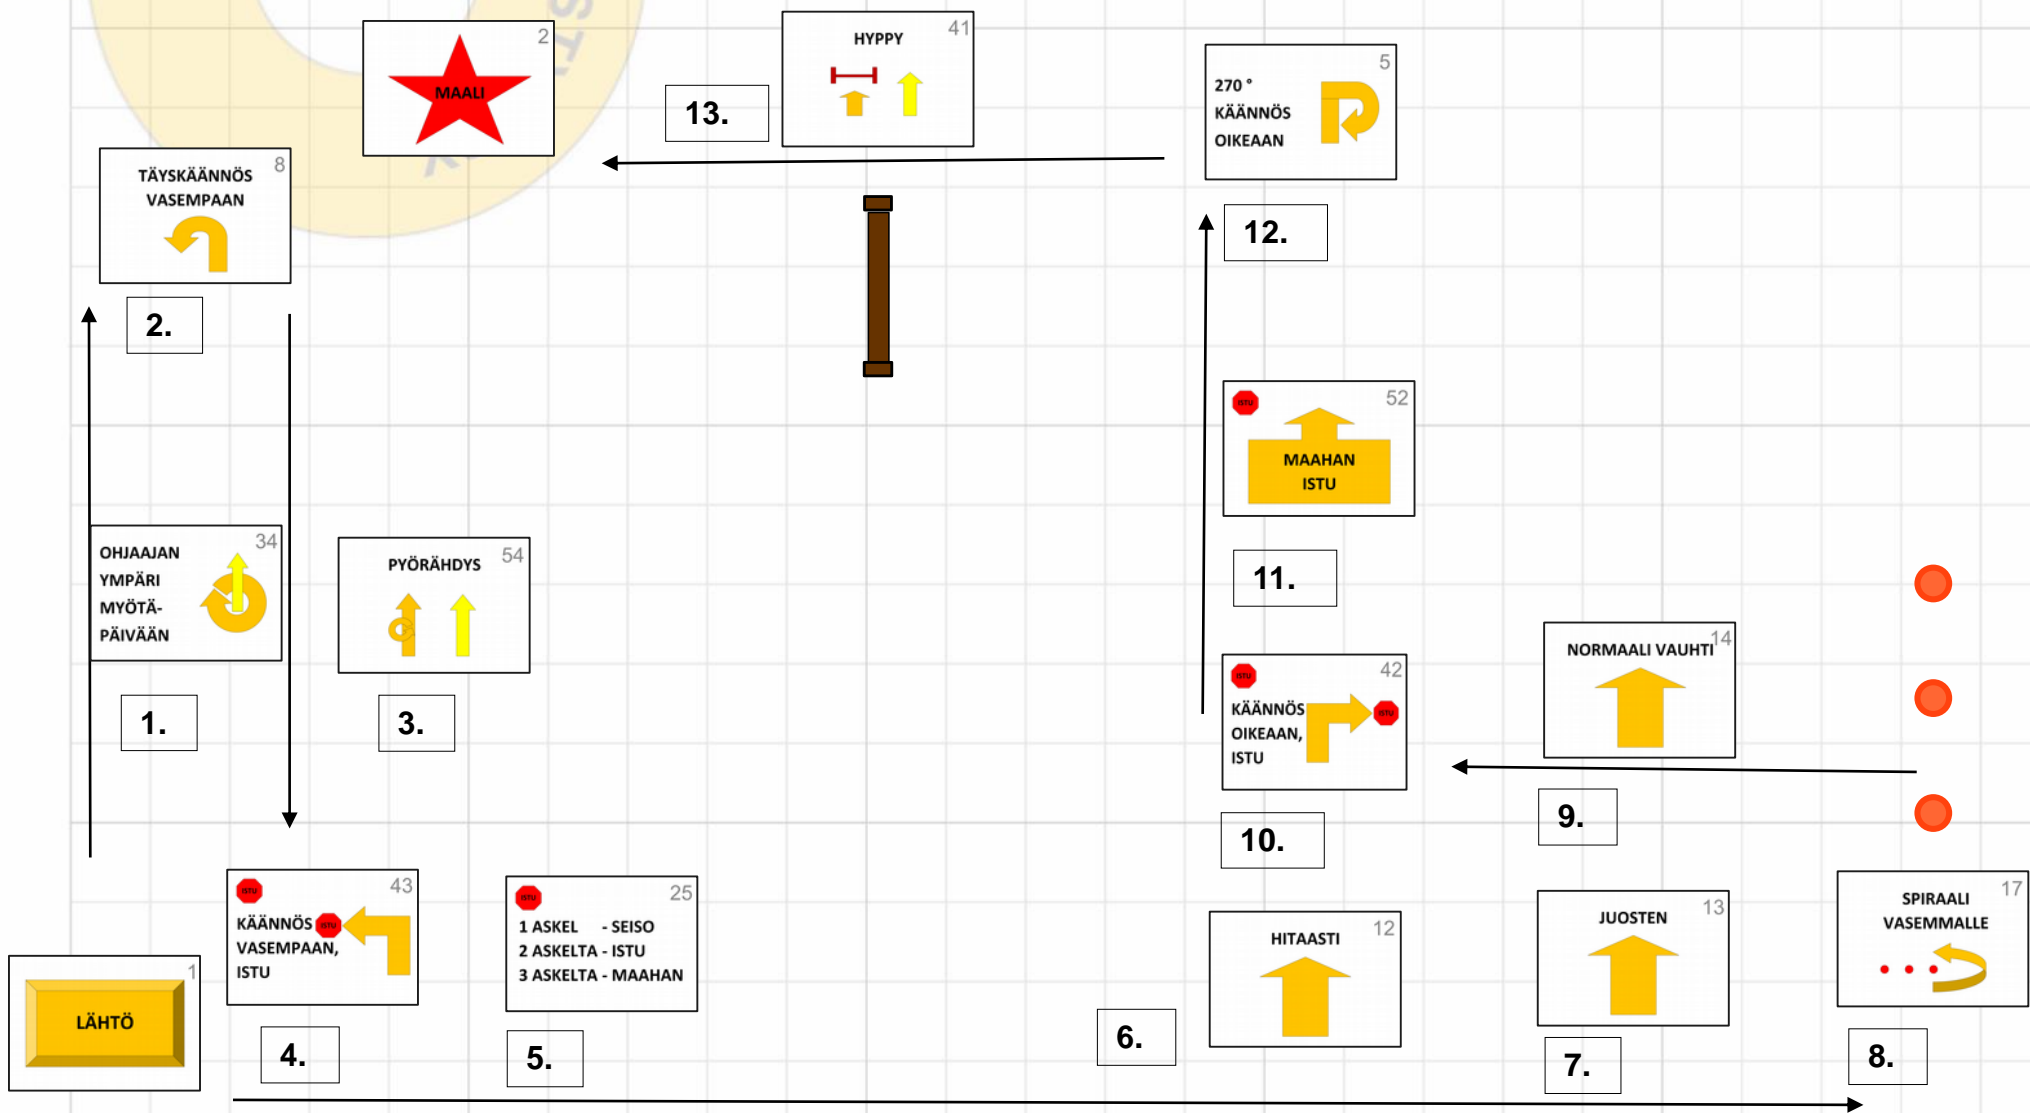 2
MAALI
41
HYPPY
13.
5
270 °
KÄÄNNÖS
OIKEAAN
12.
8
TÄYSKÄÄNNÖS
VASEMPAAN
2.
34
OHJAAJAN
YMPÄRI
MYÖTÄ-
PÄIVÄÄN
1.
54
PYÖRÄHDYS
3.
52
ISTU
MAAHAN
ISTU
11.
42
ISTU
KÄÄNNÖS
OIKEAAN,
ISTU
ISTU
10.
14
NORMAALI VAUHTI
9.
1
LÄHTÖ
43
ISTU
KÄÄNNÖS ISTU
VASEMPAAN,
ISTU
4.
25
ISTU
1 ASKEL - SEISO
2 ASKELTA - ISTU
3 ASKELTA - MAAHAN
5.
12
HITAASTI
6.
13
JUOSTEN
7.
17
SPIRAALI
VASEMMALLE
8.